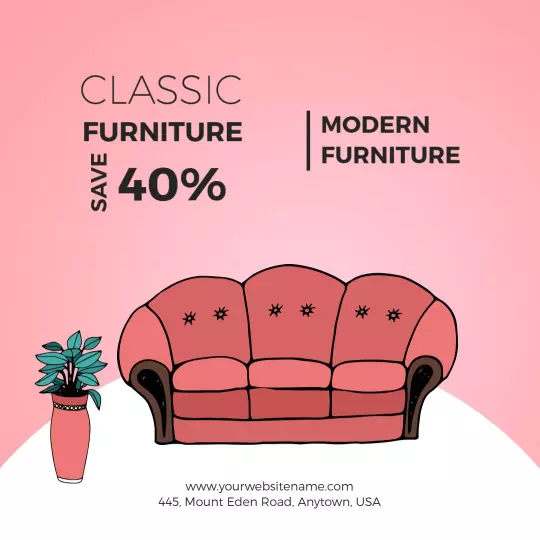 CLASSIC
FURNITURE
SAVE 40%
MODERN
FURNITURE
www.yourwebsitename.com
445, Mount Eden Road, Anytown, USA